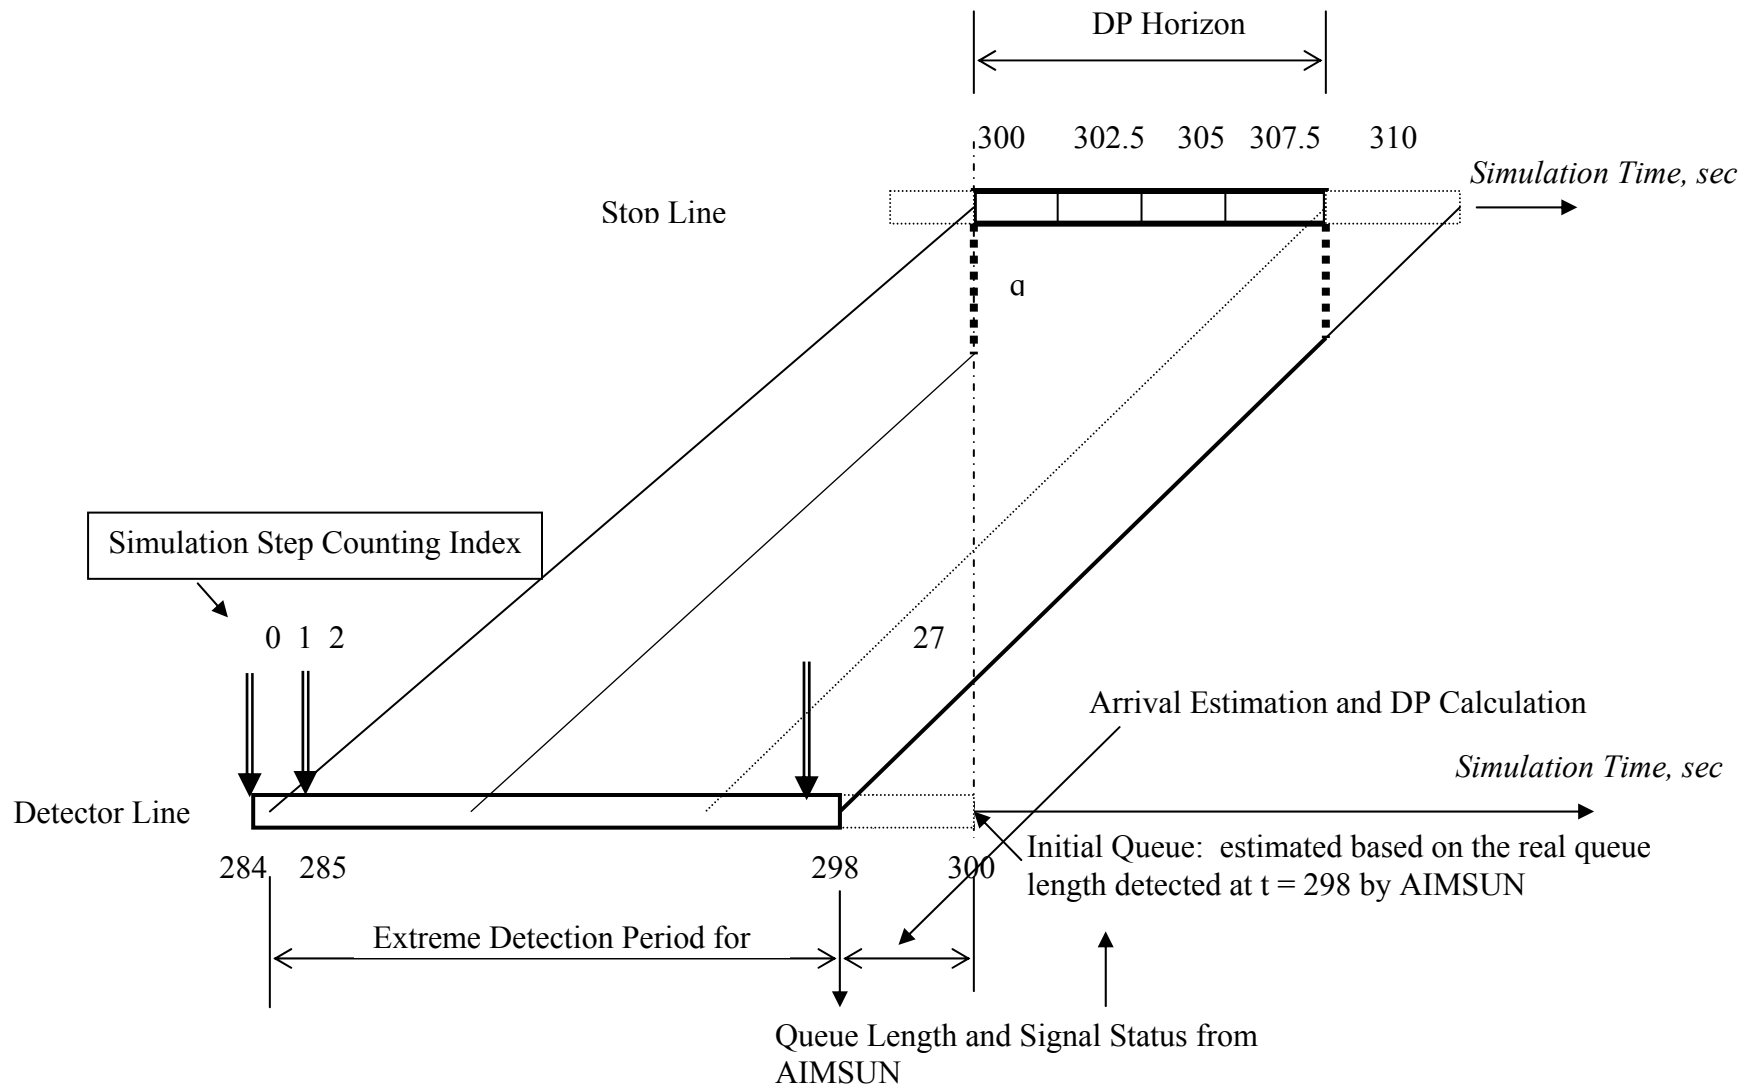 DP Horizon
300 302.5 305 307.5 310
Simulation Time, sec
Stop Line
q
Simulation Step Counting Index
0 1 2
27
Arrival Estimation and DP Calculation
Simulation Time, sec
Detector Line
284 285 298 300
Initial Queue: estimated based on the real queue
length detected at t = 298 by AIMSUN
Extreme Detection Period for
Queue Length and Signal Status from
AIMSUN